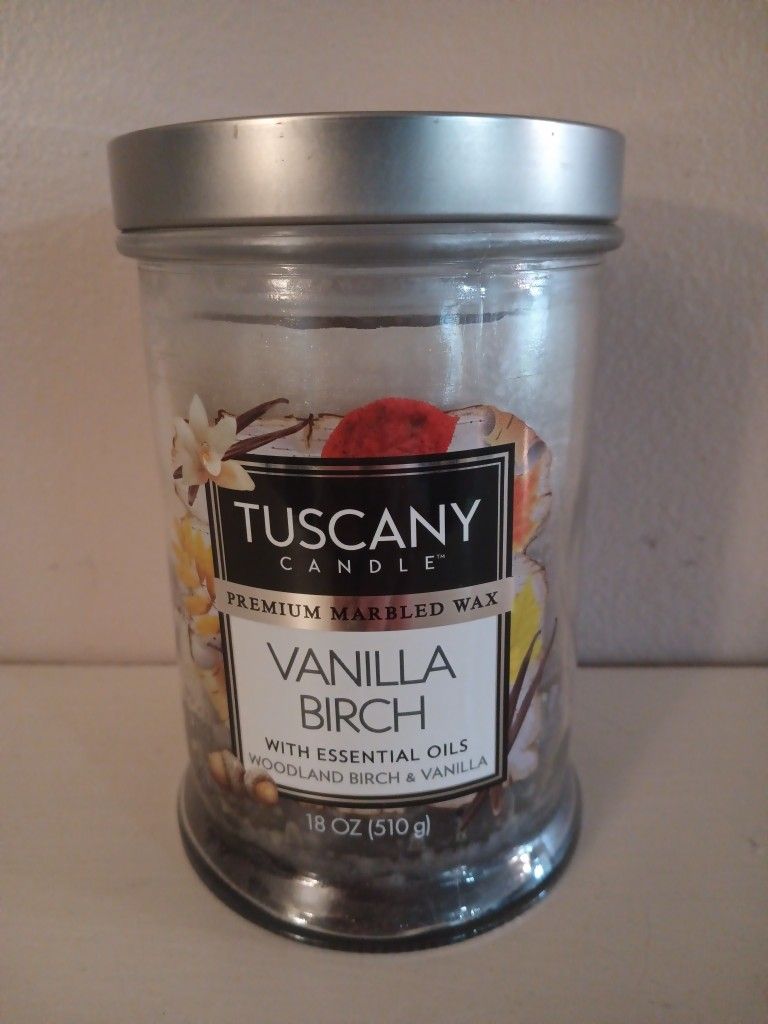 TUSCANY
CANDLE™
PREMIUM MARBLED WAX
VANILLA
BIRCH
WITH ESSENTIAL OILS
WOODLAND BIRCH & VANILLA
18 OZ (510 g)